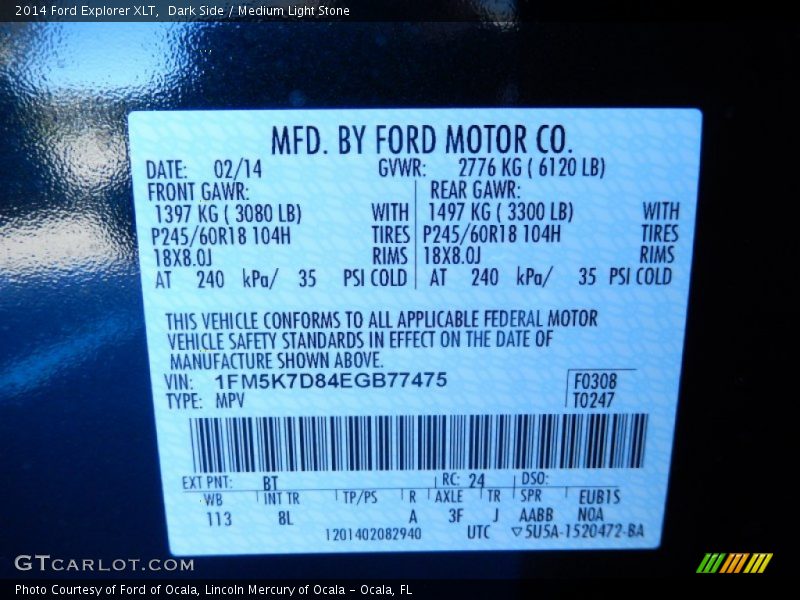 2014 Ford Explorer XLT, Dark Side / Medium Light Stone
MFD. BY FORD MOTOR CO.
DATE: 02/14 GVWR: 2776 KG ( 6120 LB)
FRONT GAWR: REAR GAWR:
1397 KG ( 3080 LB) WITH 1497 KG ( 3300 LB) WITH
P245/60R18 104H TIRES P245/60R18 104H TIRES
18X8.0J RIMS 18X8.0J RIMS
AT 240 kPa/ 35 PSI COLD AT 240 kPa/ 35 PSI COLD
THIS VEHICLE CONFORMS TO ALL APPLICABLE FEDERAL MOTOR
VEHICLE SAFETY STANDARDS IN EFFECT ON THE DATE OF
MANUFACTURE SHOWN ABOVE.
VIN: 1FM5K7D84EGB77475 F0308
TYPE: MPV T0247
EXT PNT: BT RC: 24 DSO:
WB INT TR TP/PS R AXLE TR SPR EUB1S
113 8L A 3F J AABB N0A
1201402082940 UTC ▽5U5A-1520472-BA
GTCARLOT.COM
Photo Courtesy of Ford of Ocala, Lincoln Mercury of Ocala - Ocala, FL